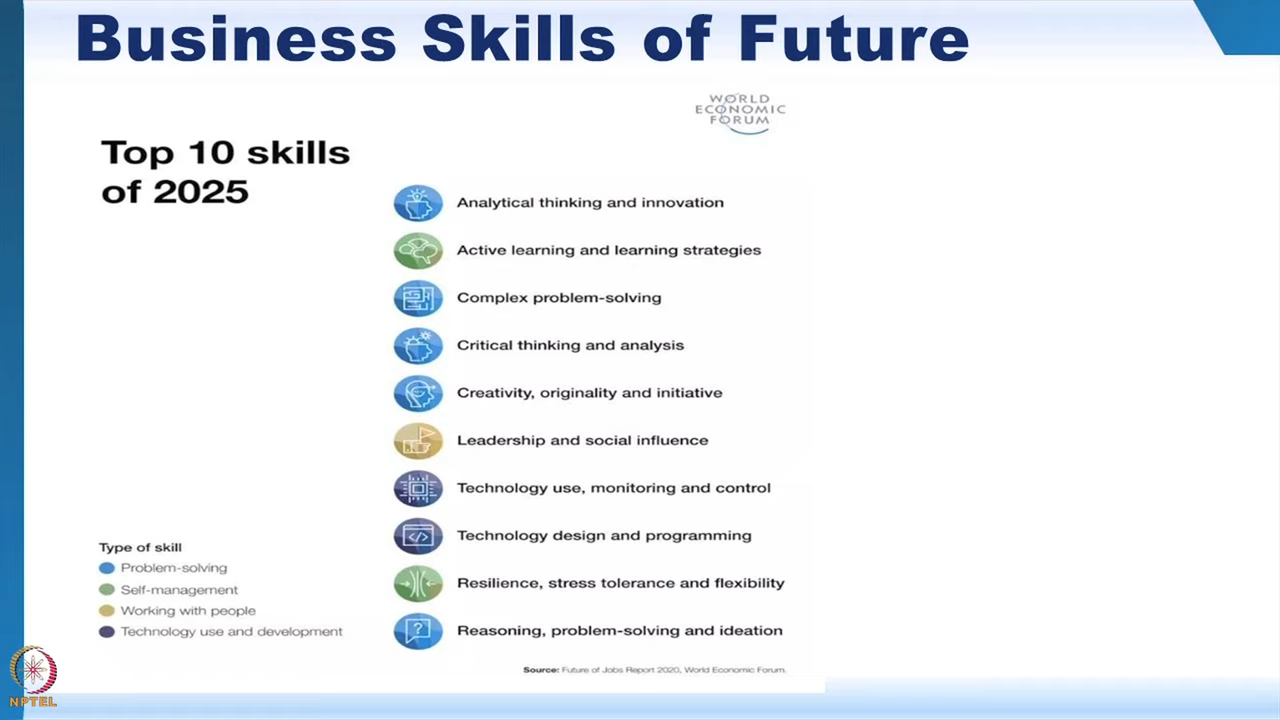 Business Skills of Future
WORLD
ECONOMIC
FORUM
Top 10 skills
of 2025
Analytical thinking and innovation
Active learning and learning strategies
Complex problem-solving
Critical thinking and analysis
Creativity, originality and initiative
Leadership and social influence
Technology use, monitoring and control
Technology design and programming
Resilience, stress tolerance and flexibility
Reasoning, problem-solving and ideation
Type of skill
Problem-solving
Self-management
Working with people
Technology use and development
Source: Future of Jobs Report 2020, World Economic Forum.
NPTEL